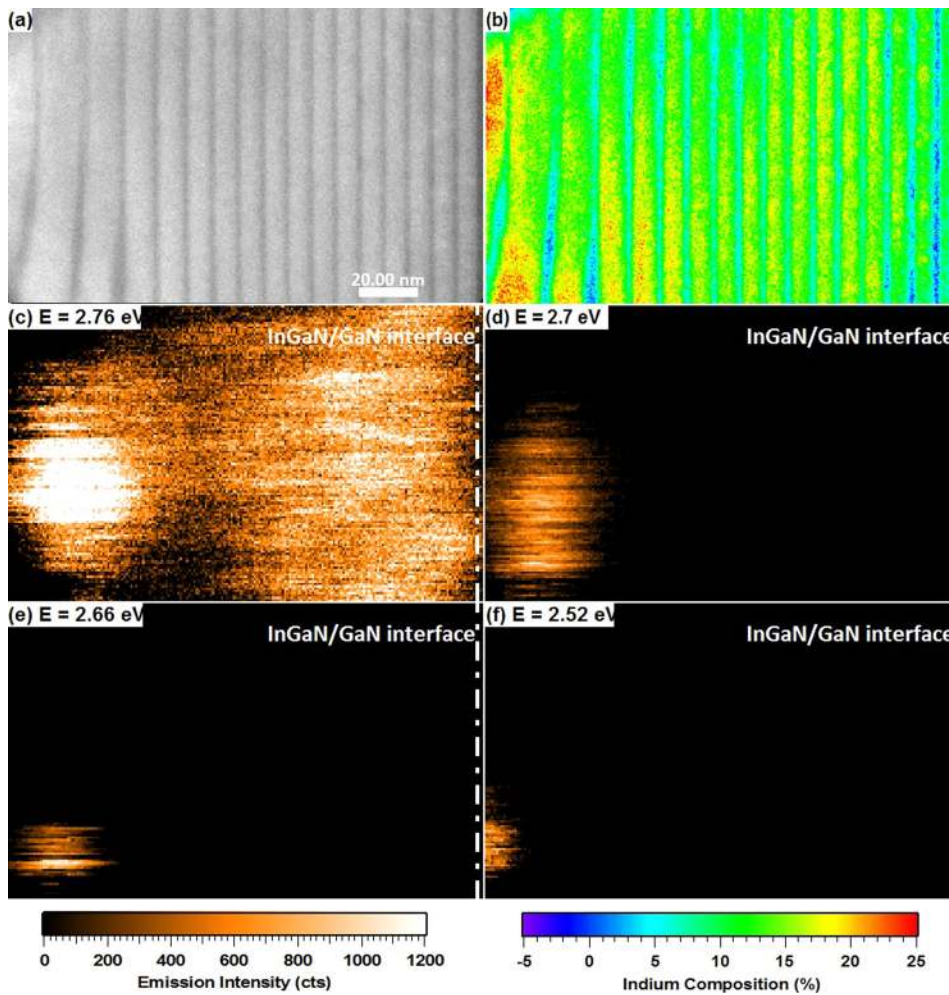 (a)
(b)
20.00 nm
(c) E = 2.76 eV
InGaN/GaN interface
(d) E = 2.7 eV
InGaN/GaN interface
(e) E = 2.66 eV
InGaN/GaN interface
(f) E = 2.52 eV
InGaN/GaN interface
0 200 400 600 800 1000 1200
Emission Intensity (cts)
-5 0 5 10 15 20 25
Indium Composition (%)